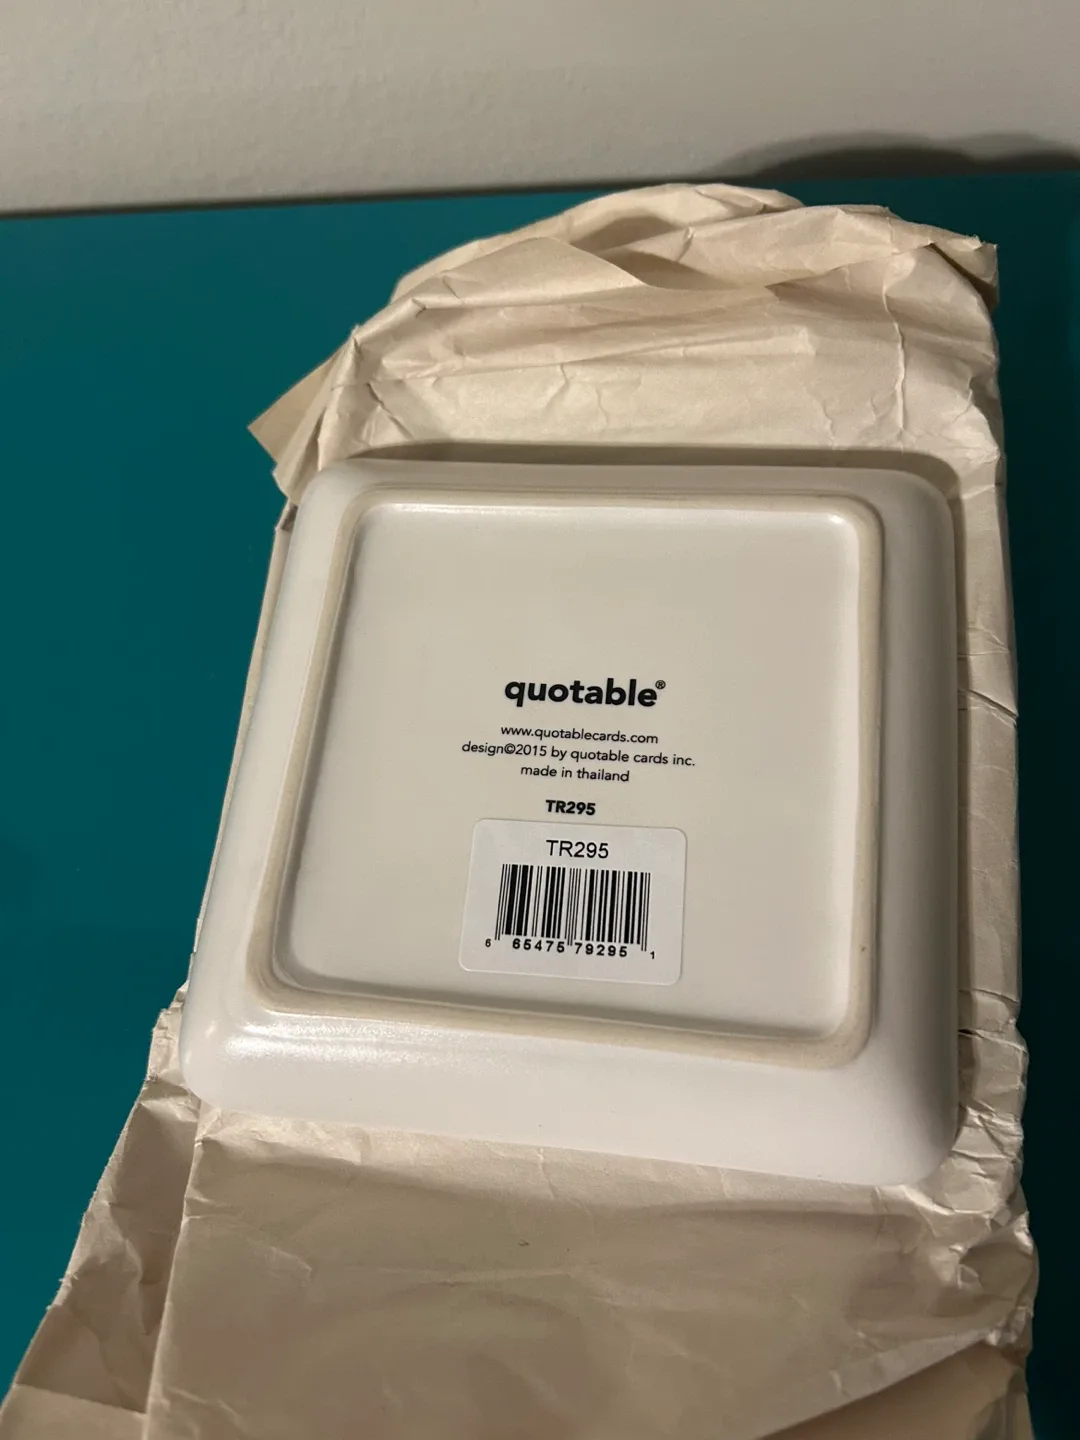 quotable®
www.quotablecards.com
design©2015 by quotable cards inc.
made in thailand
TR295
TR295
6 65475 79295 1